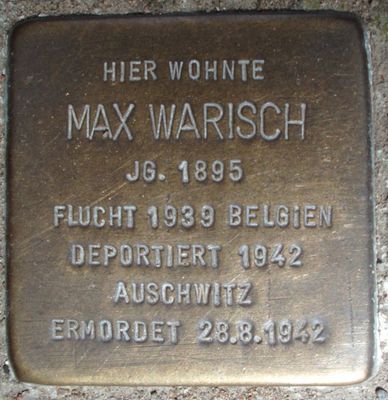 HIER WOHNTE
MAX WARISCH
JG. 1895
FLUCHT 1939 BELGIEN
DEPORTIERT 1942
AUSCHWITZ
ERMORDET 28.8.1942